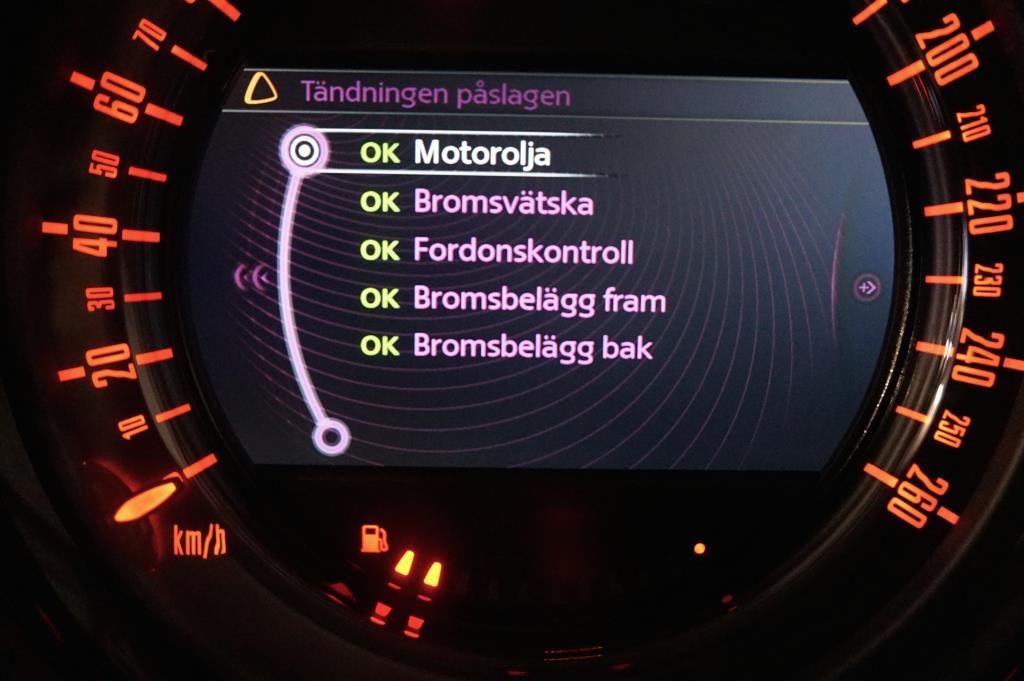 Tändningen påslagen
OK Motorolja
OK Bromsvätska
OK Fordonskontroll
OK Bromsbelägg fram
OK Bromsbelägg bak
70
60
50
40
30
20
10
km/h
200
210
220
230
240
250
260